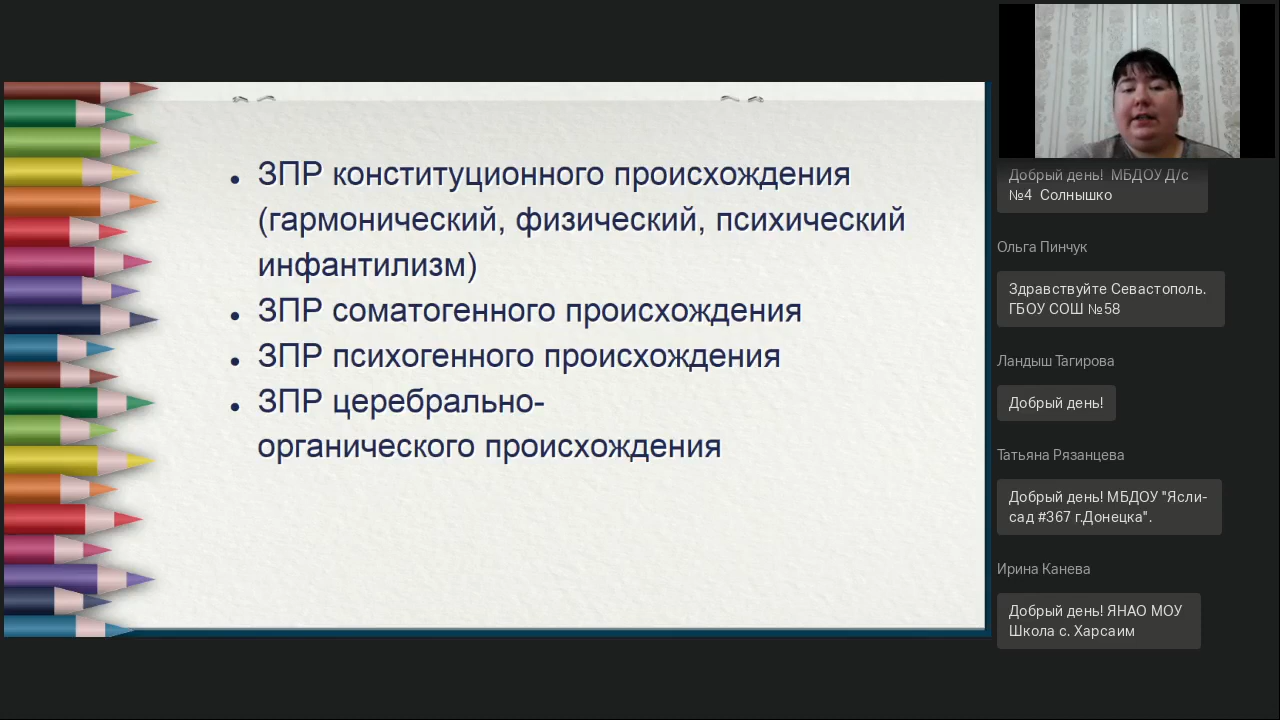 ЗПР конституционного происхождения
(гармонический, физический, психический
инфантилизм)
ЗПР соматогенного происхождения
ЗПР психогенного происхождения
ЗПР церебрально-
органического происхождения
Добрый день! МБДОУ Д/с
№4 Солнышко
Ольга Пинчук
Здравствуйте Севастополь.
ГБОУ СОШ №58
Ландыш Тагирова
Добрый день!
Татьяна Рязанцева
Добрый день! МБДОУ "Ясли-
сад #367 г.Донецка".
Ирина Канева
Добрый день! ЯНАО МОУ
Школа с. Харсаим